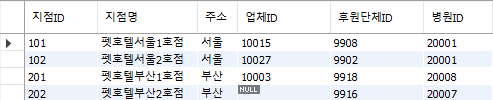 지점ID 지점명 주소 업체ID 후원단체ID 병원ID
101 펫호텔서울1호점 서울 10015 9908 20001
102 펫호텔서울2호점 서울 10027 9902 20001
201 펫호텔부산1호점 부산 10003 9918 20008
202 펫호텔부산2호점 부산 NULL 9916 20007